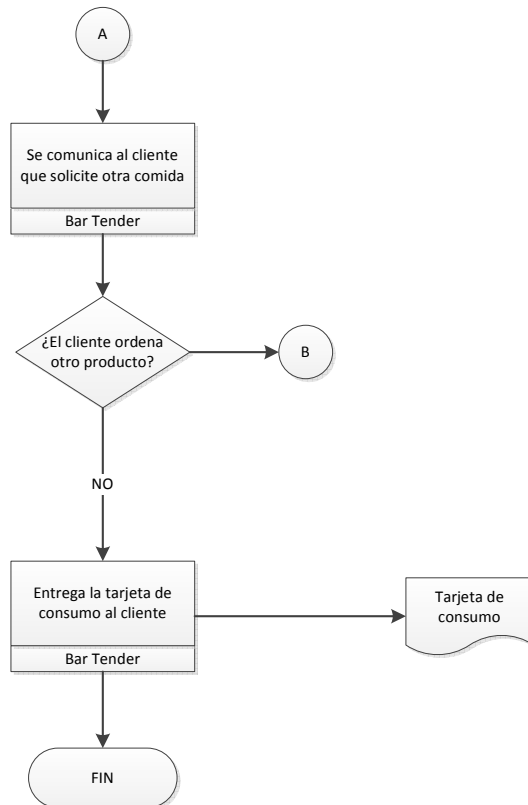 A
Se comunica al cliente
que solicite otra comida
Bar Tender
¿El cliente ordena
otro producto?
B
NO
Entrega la tarjeta de
consumo al cliente
Bar Tender
Tarjeta de
consumo
FIN